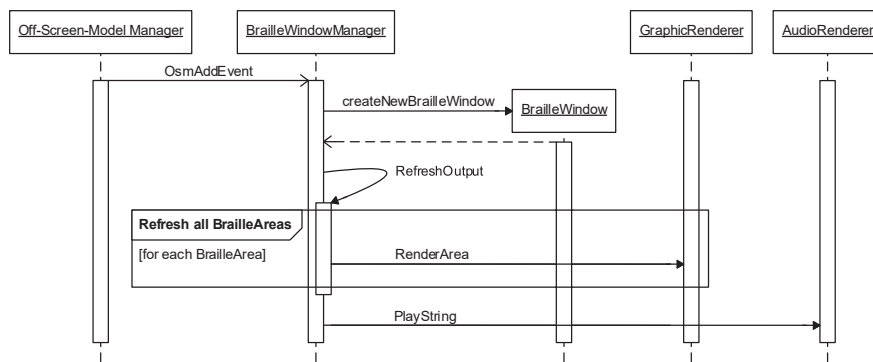 Off-Screen-Model Manager
BrailleWindowManager
GraphicRenderer
AudioRenderer
OsmAddEvent
createNewBrailleWindow
BrailleWindow
RefreshOutput
Refresh all BrailleAreas
[for each BrailleArea]
RenderArea
PlayString